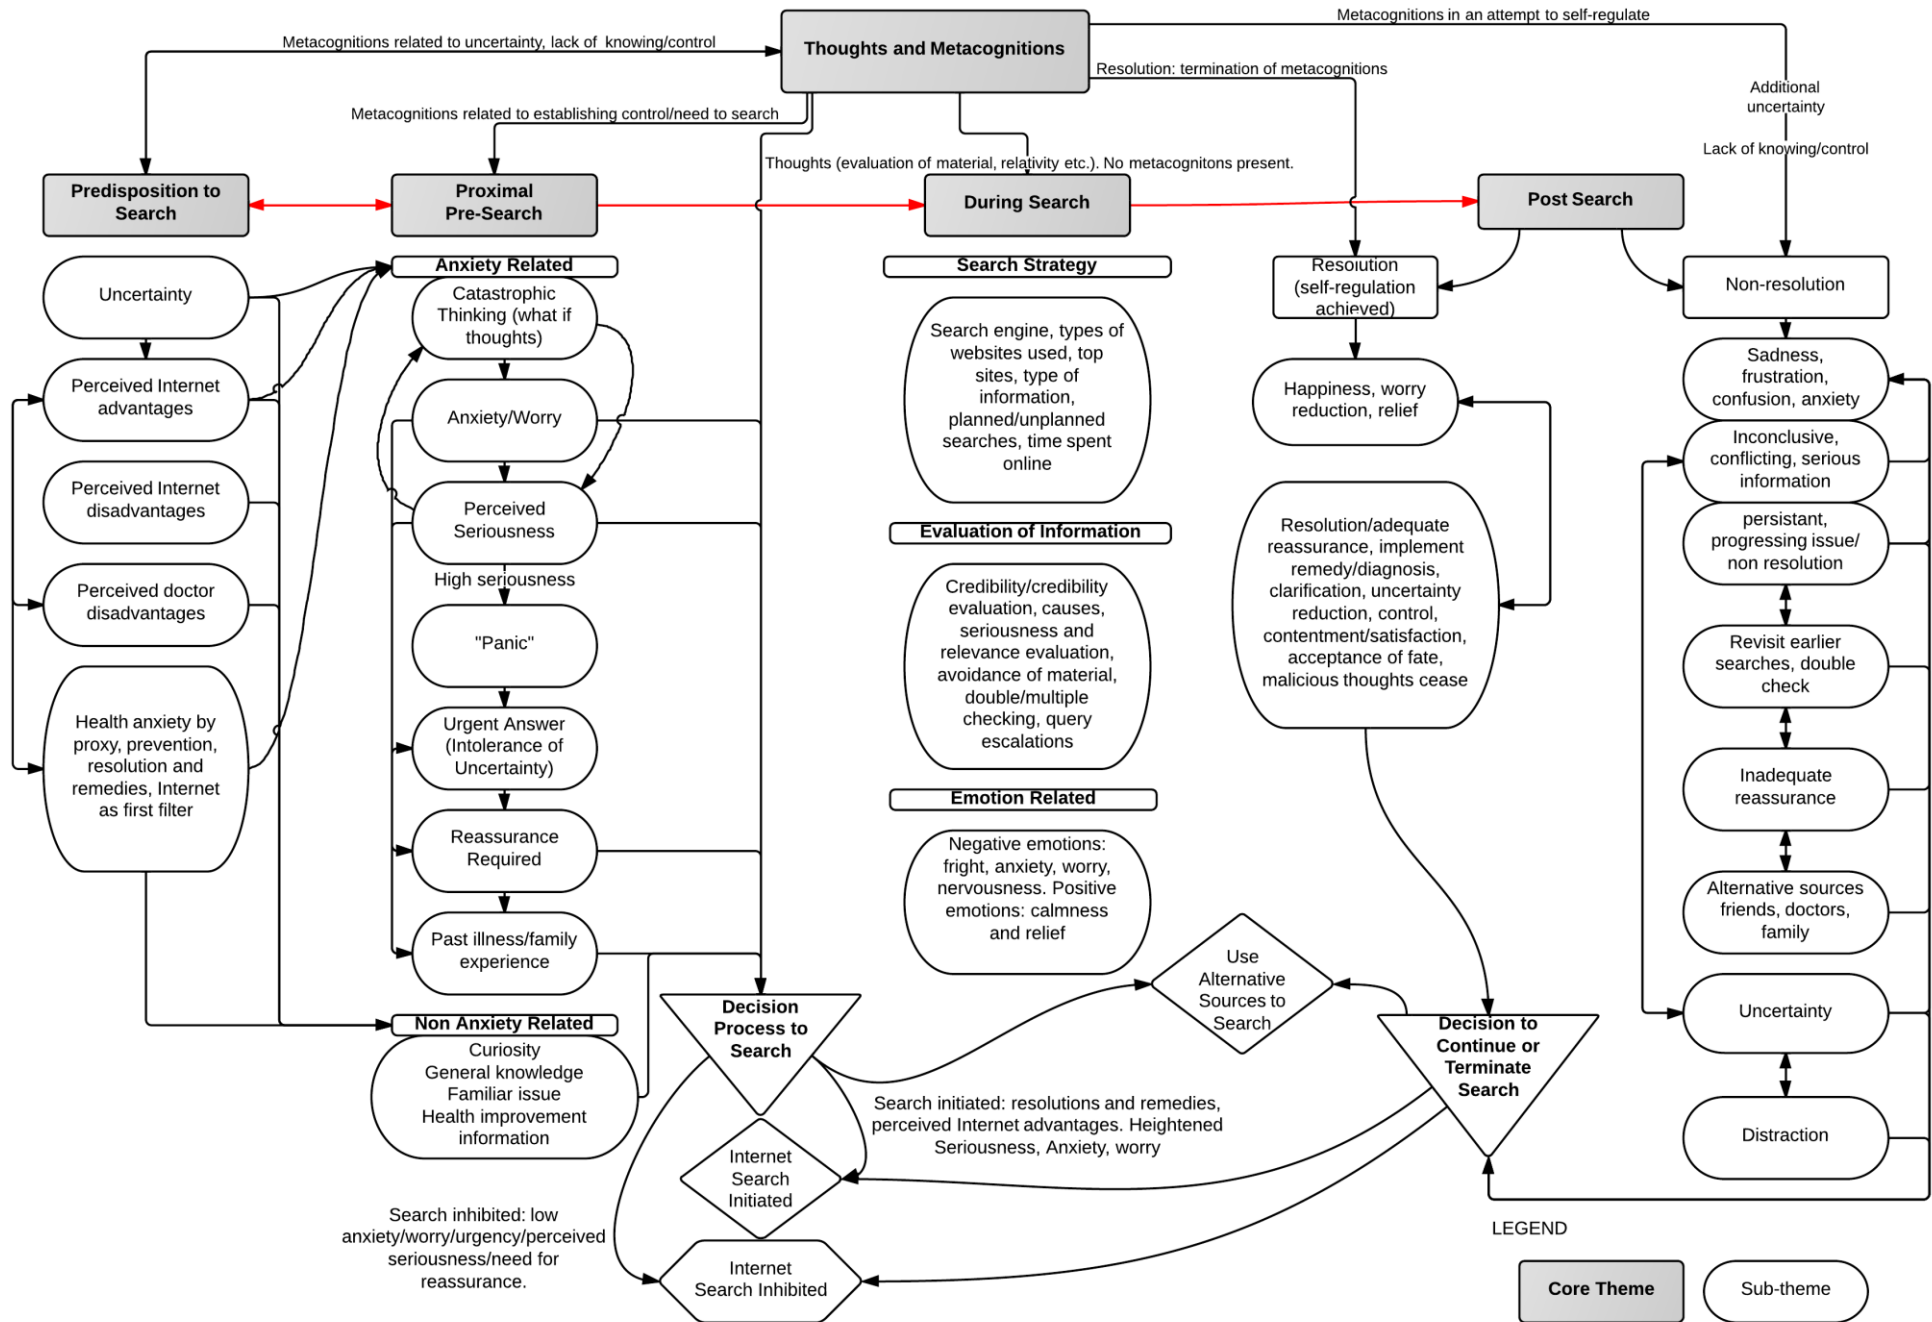 Metacognitions in an attempt to self-regulate
Metacognitions related to uncertainty, lack of knowing/control
Thoughts and Metacognitions
Resolution: termination of metacognitions
Additional
uncertainty
Metacognitions related to establishing control/need to search
Lack of knowing/control
Thoughts (evaluation of material, relativity etc.). No metacognitons present.
Predisposition to
Search
Proximal
Pre-Search
During Search
Post Search
Uncertainty
Perceived Internet
advantages
Perceived Internet
disadvantages
Perceived doctor
disadvantages
Health anxiety by
proxy, prevention,
resolution and
remedies, Internet
as first filter
Anxiety Related
Catastrophic
Thinking (what if
thoughts)
Anxiety/Worry
Perceived
Seriousness
High seriousness
"Panic"
Urgent Answer
(Intolerance of
Uncertainty)
Reassurance
Required
Past illness/family
experience
Non Anxiety Related
Curiosity
General knowledge
Familiar issue
Health improvement
information
Search Strategy
Search engine, types of
websites used, top
sites, type of
information,
planned/unplanned
searches, time spent
online
Evaluation of Information
Credibility/credibility
evaluation, causes,
seriousness and
relevance evaluation,
avoidance of material,
double/multiple
checking, query
escalations
Emotion Related
Negative emotions:
fright, anxiety, worry,
nervousness. Positive
emotions: calmness
and relief
Resolution
(self-regulation
achieved)
Happiness, worry
reduction, relief
Resolution/adequate
reassurance, implement
remedy/diagnosis,
clarification, uncertainty
reduction, control,
contentment/satisfaction,
acceptance of fate,
malicious thoughts cease
Non-resolution
Sadness,
frustration,
confusion, anxiety
Inconclusive,
conflicting, serious
information
persistant,
progressing issue/
non resolution
Revisit earlier
searches, double
check
Inadequate
reassurance
Alternative sources
friends, doctors,
family
Uncertainty
Distraction
Decision
Process to
Search
Use
Alternative
Sources to
Search
Decision to
Continue or
Terminate
Search
Search initiated: resolutions and remedies,
perceived Internet advantages. Heightened
Seriousness, Anxiety, worry
Internet
Search
Initiated
Search inhibited: low
anxiety/worry/urgency/perceived
seriousness/need for
reassurance.
Internet
Search Inhibited
LEGEND
Core Theme
Sub-theme